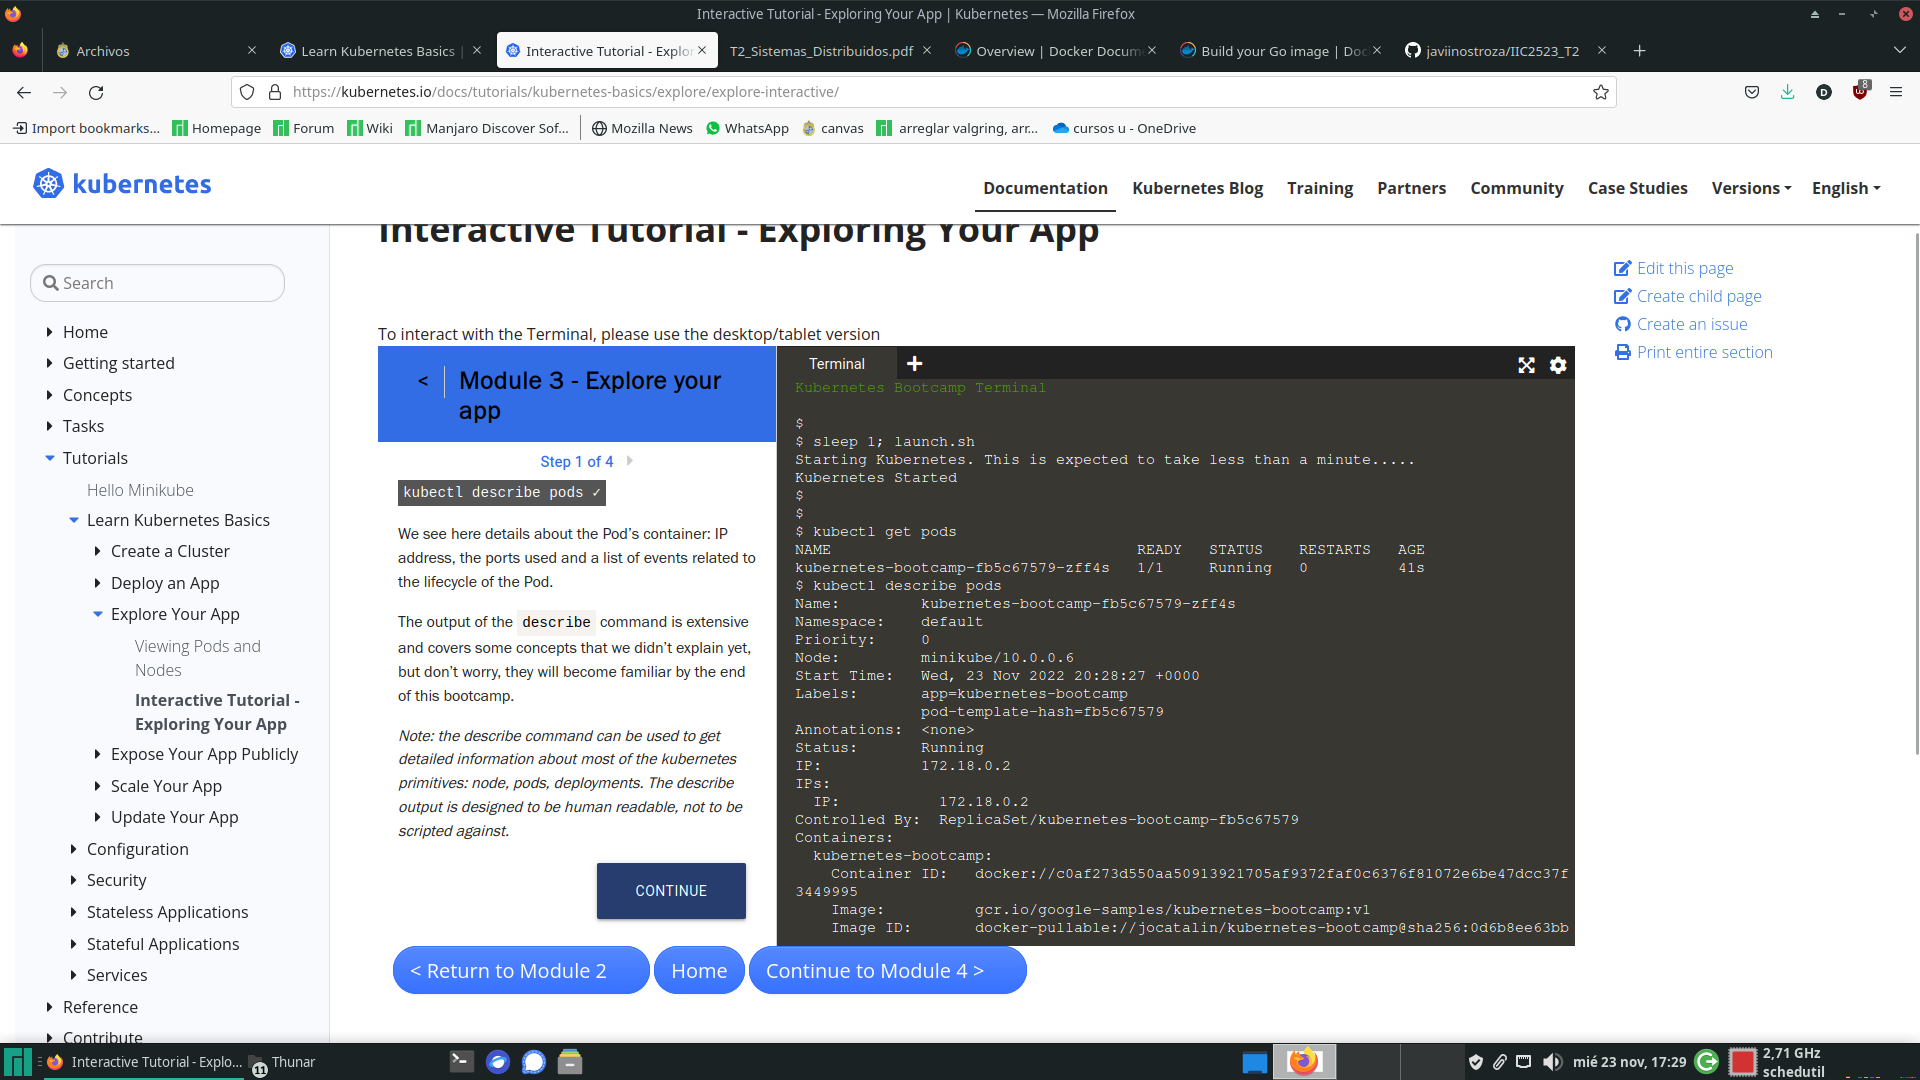 Interactive Tutorial - Exploring Your App | Kubernetes — Mozilla Firefox
Archivos
Learn Kubernetes Basics |
Interactive Tutorial - Explor
T2_Sistemas_Distribuidos.pdf
Overview | Docker Docum
Build your Go image | Doc
javiinostroza/IIC2523_T2
https://kubernetes.io/docs/tutorials/kubernetes-basics/explore/explore-interactive/
8
Import bookmarks...
Homepage
Forum
Wiki
Manjaro Discover Sof...
Mozilla News
WhatsApp
canvas
arreglar valgring, arr...
cursos u - OneDrive
kubernetes
Documentation
Kubernetes Blog
Training
Partners
Community
Case Studies
Versions
English
Interactive Tutorial - Exploring Your App
Search
Home
Getting started
Concepts
Tasks
Tutorials
Hello Minikube
Learn Kubernetes Basics
Create a Cluster
Deploy an App
Explore Your App
Viewing Pods and
Nodes
Interactive Tutorial -
Exploring Your App
Expose Your App Publicly
Scale Your App
Update Your App
Configuration
Security
Stateless Applications
Stateful Applications
Services
Reference
Contribute
Edit this page
Create child page
Create an issue
Print entire section
To interact with the Terminal, please use the desktop/tablet version
< Module 3 - Explore your
app
Step 1 of 4
kubectl describe pods ✓
We see here details about the Pod’s container: IP
address, the ports used and a list of events related to
the lifecycle of the Pod.
The output of the describe command is extensive
and covers some concepts that we didn’t explain yet,
but don’t worry, they will become familiar by the end
of this bootcamp.
Note: the describe command can be used to get
detailed information about most of the kubernetes
primitives: node, pods, deployments. The describe
output is designed to be human readable, not to be
scripted against.
CONTINUE
Terminal
Kubernetes Bootcamp Terminal
$
$ sleep 1; launch.sh
Starting Kubernetes. This is expected to take less than a minute.....
Kubernetes Started
$
$
$ kubectl get pods
NAME READY STATUS RESTARTS AGE
kubernetes-bootcamp-fb5c67579-zff4s 1/1 Running 0 41s
$ kubectl describe pods
Name: kubernetes-bootcamp-fb5c67579-zff4s
Namespace: default
Priority: 0
Node: minikube/10.0.0.6
Start Time: Wed, 23 Nov 2022 20:28:27 +0000
Labels: app=kubernetes-bootcamp
pod-template-hash=fb5c67579
Annotations: <none>
Status: Running
IP: 172.18.0.2
IPs:
IP: 172.18.0.2
Controlled By: ReplicaSet/kubernetes-bootcamp-fb5c67579
Containers:
kubernetes-bootcamp:
Container ID: docker://c0af273d550aa50913921705af9372faf0c6376f81072e6be47dcc37f
3449995
Image: gcr.io/google-samples/kubernetes-bootcamp:v1
Image ID: docker-pullable://jocatalin/kubernetes-bootcamp@sha256:0d6b8ee63bb
< Return to Module 2
Home
Continue to Module 4 >
Interactive Tutorial - Explo...
11
Thunar
mié 23 nov, 17:29
2,71 GHz
schedutil